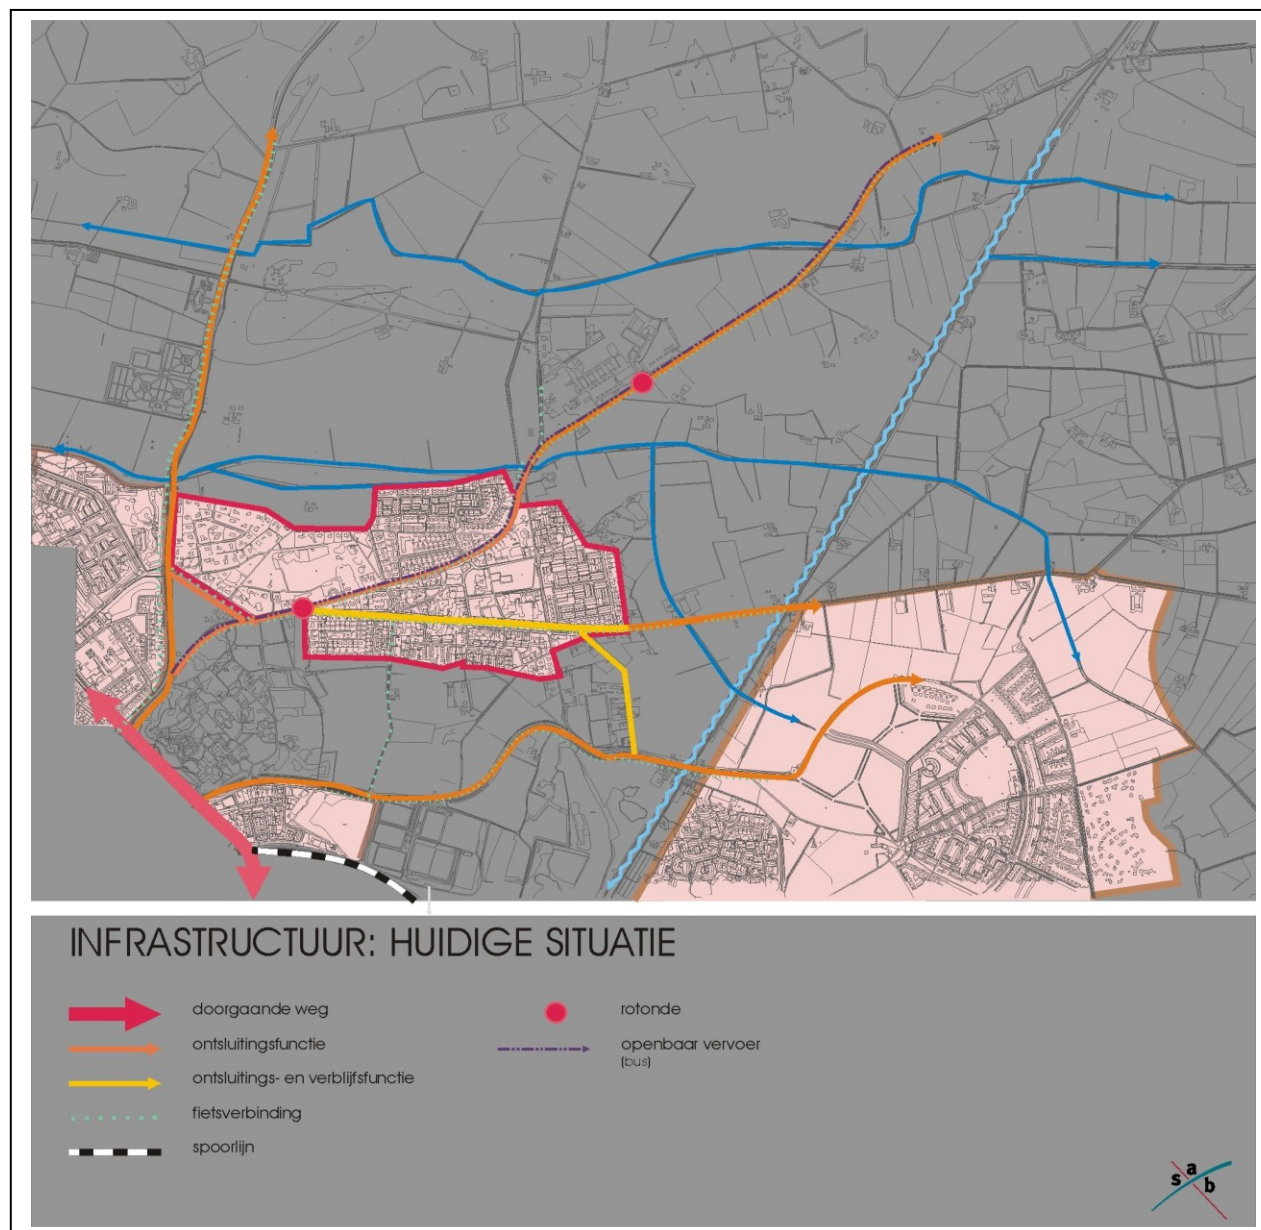 INFRASTRUCTUUR: HUIDIGE SITUATIE
doorgaande weg
ontsluitingsfunctie
ontsluitings- en verblijfsfunctie
fietsverbinding
spoorlijn
rotonde
openbaar vervoer
(bus)
s a b